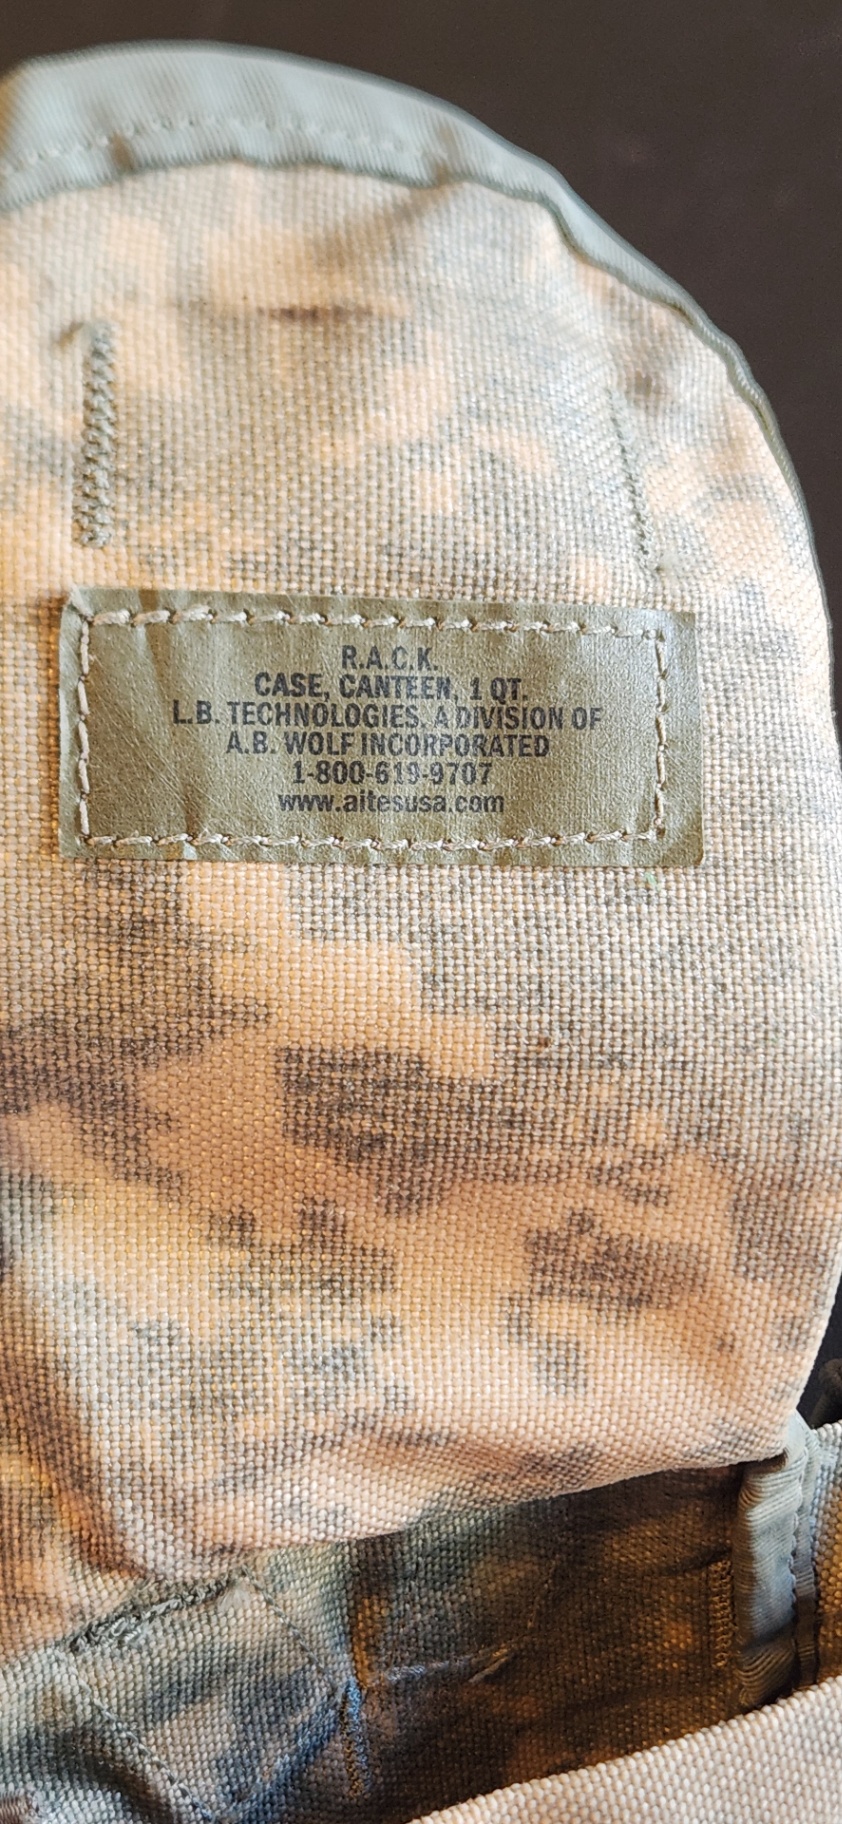 R.A.C.K.
CASE, CANTEEN, 1 QT.
L.B. TECHNOLOGIES, A DIVISION OF
A.B. WOLF INCORPORATED
1-800-619-9707
www.aitesusa.com